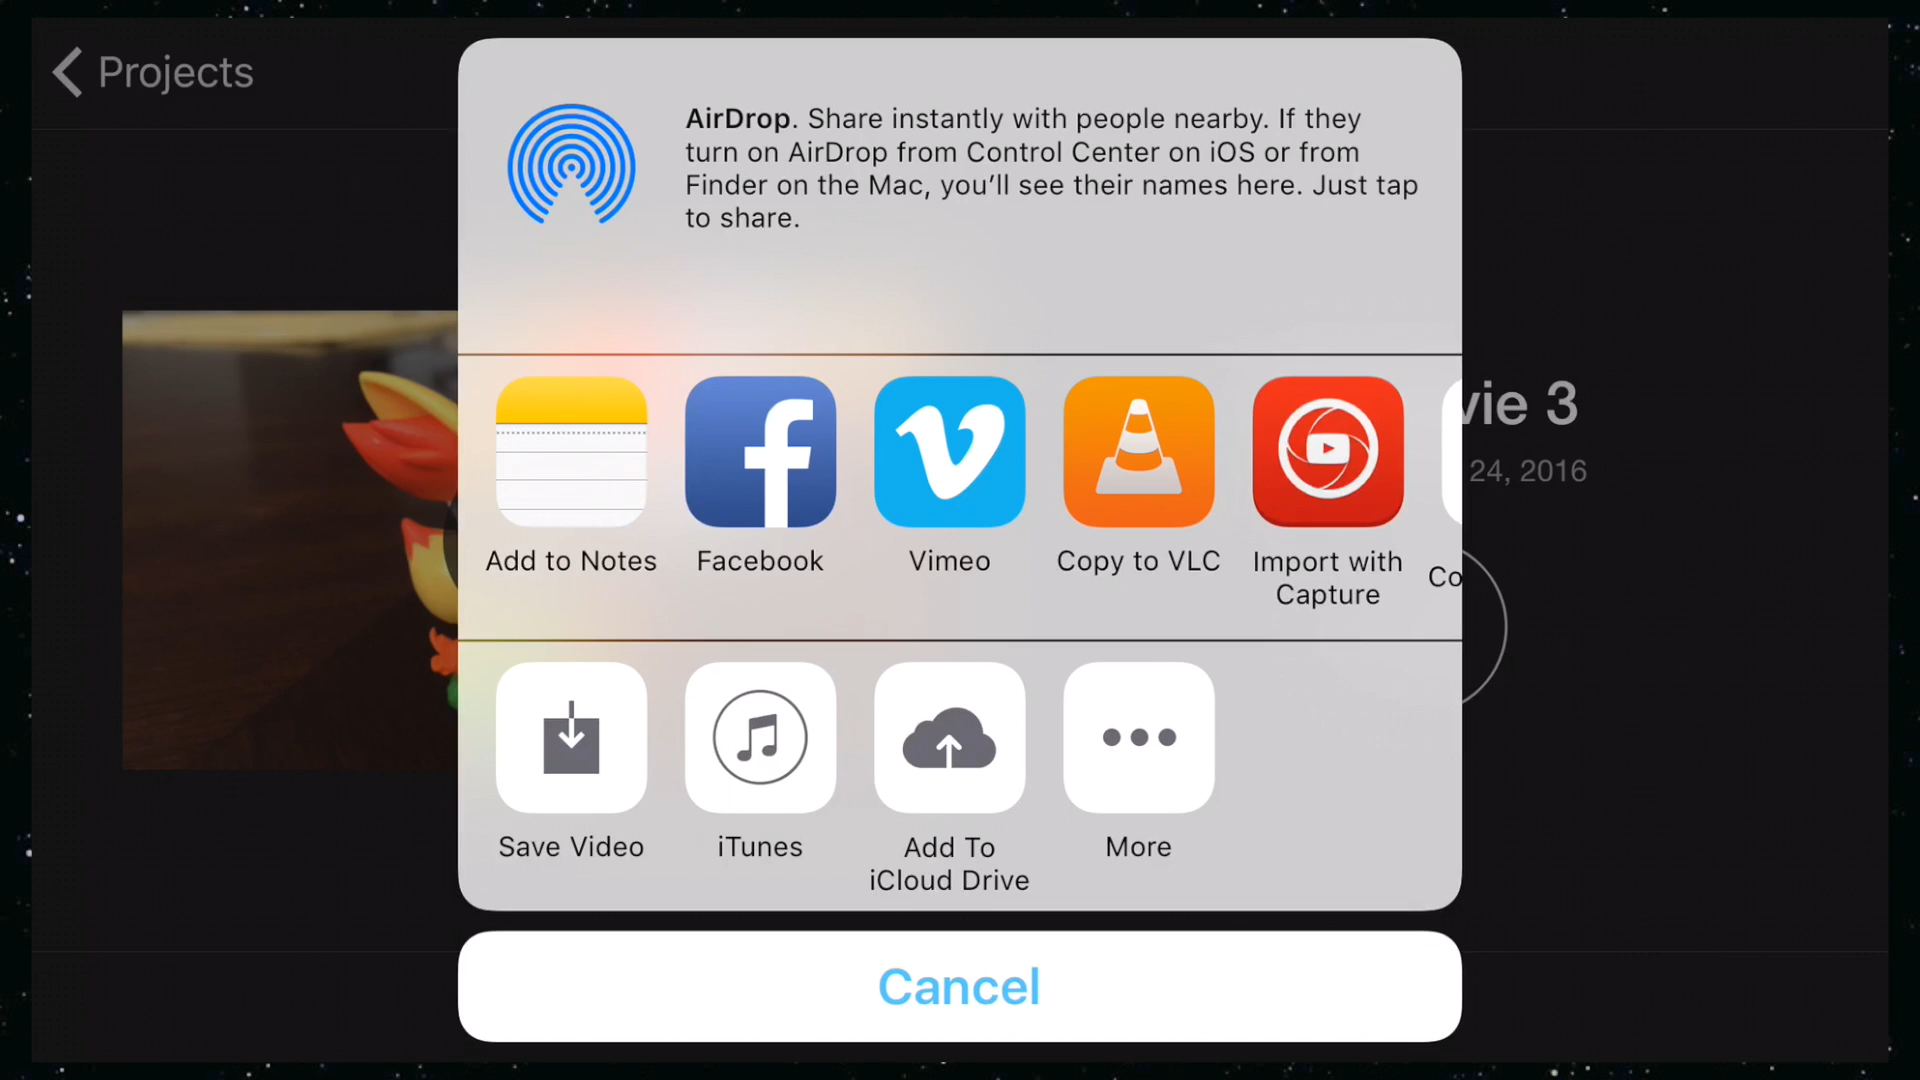 Projects
AirDrop. Share instantly with people nearby. If they
turn on AirDrop from Control Center on iOS or from
Finder on the Mac, you’ll see their names here. Just tap
to share.
vie 3
24, 2016
Add to Notes
Facebook
Vimeo
Copy to VLC
Import with
Capture
Co
Save Video
iTunes
Add To
iCloud Drive
More
Cancel